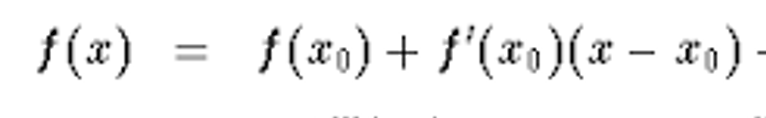 f(x) = f(x₀) + f′(x₀)(x − x₀)